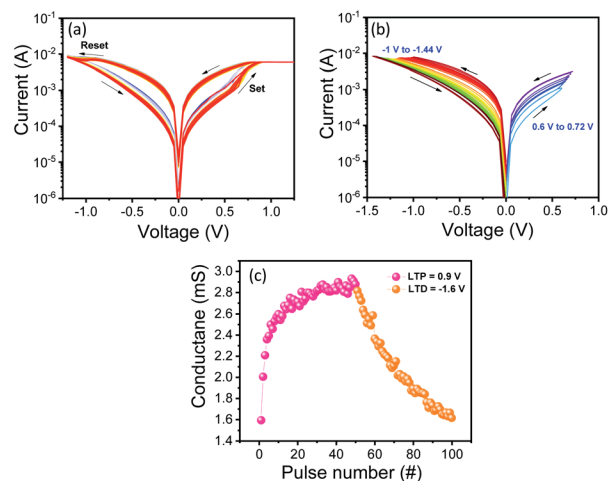 (a)
Reset
Set
Current (A)
10⁻¹
10⁻²
10⁻³
10⁻⁴
10⁻⁵
10⁻⁶
-1.0 -0.5 0.0 0.5 1.0
Voltage (V)
(b)
-1 V to -1.44 V
0.6 V to 0.72 V
Current (A)
10⁻¹
10⁻²
10⁻³
10⁻⁴
10⁻⁵
10⁻⁶
-1.5 -1.0 -0.5 0.0 0.5 1.0
Voltage (V)
(c)
LTP = 0.9 V
LTD = -1.6 V
Conductane (mS)
3.0
2.8
2.6
2.4
2.2
2.0
1.8
1.6
1.4
0 20 40 60 80 100
Pulse number (#)